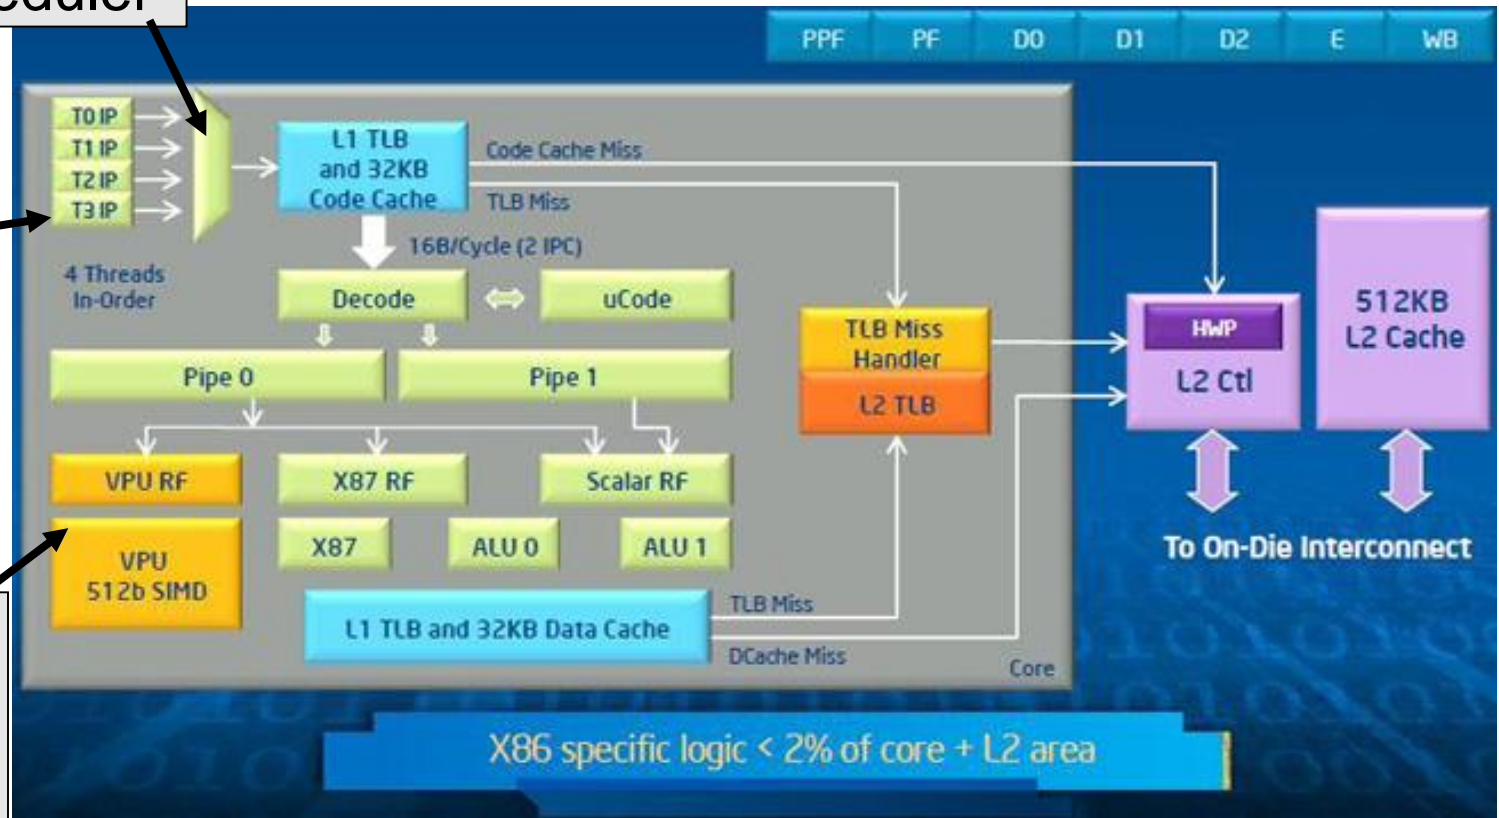 PPF PF D0 D1 D2 E WB
T0 IP
T1 IP
T2 IP
T3 IP
4 Threads
In-Order
L1 TLB
and 32KB
Code Cache
Code Cache Miss
TLB Miss
16B/Cycle (2 IPC)
Decode
uCode
Pipe 0
Pipe 1
VPU RF
X87 RF
Scalar RF
VPU
512b SIMD
X87
ALU 0
ALU 1
L1 TLB and 32KB Data Cache
TLB Miss
DCache Miss
Core
TLB Miss
Handler
L2 TLB
HWP
L2 Ctl
512KB
L2 Cache
To On-Die Interconnect
X86 specific logic < 2% of core + L2 area